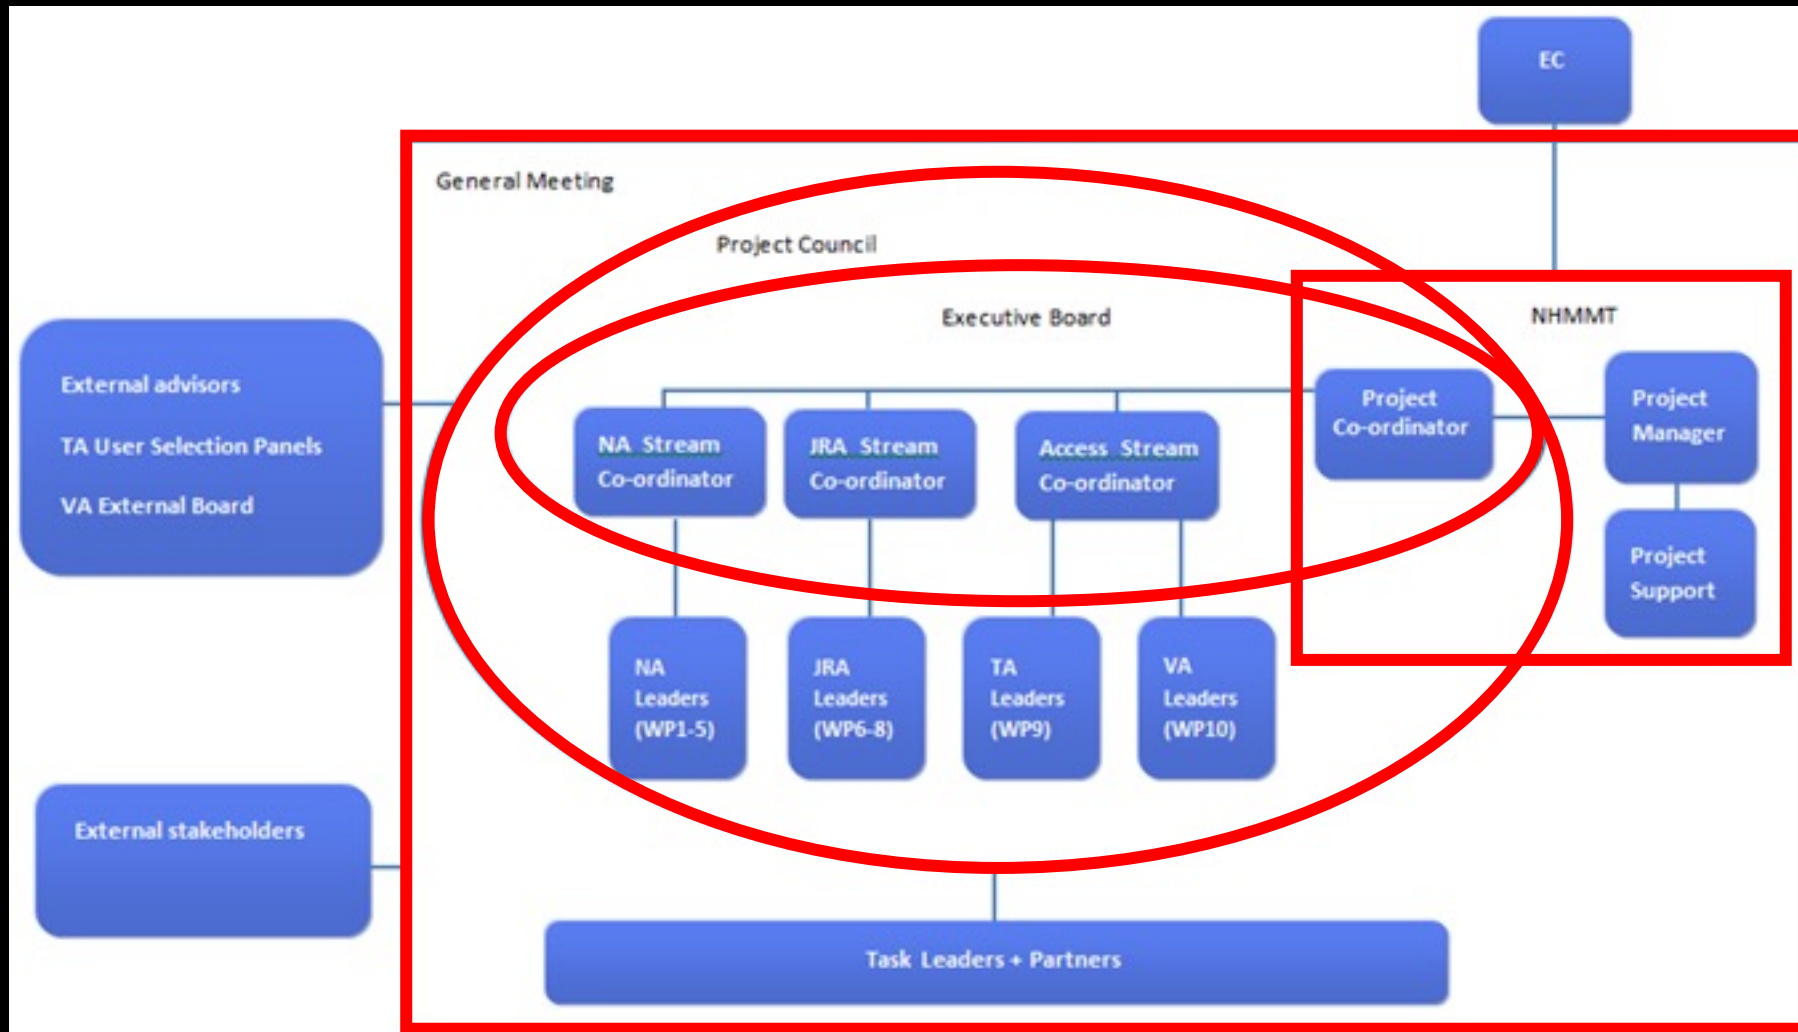 EC
General Meeting
Project Council
Executive Board
NHMMT
External advisors
TA User Selection Panels
VA External Board
NA Stream
Co-ordinator
JRA Stream
Co-ordinator
Access Stream
Co-ordinator
Project
Co-ordinator
Project
Manager
Project
Support
NA
Leaders
(WP1-5)
JRA
Leaders
(WP6-8)
TA
Leaders
(WP9)
VA
Leaders
(WP10)
External stakeholders
Task Leaders + Partners